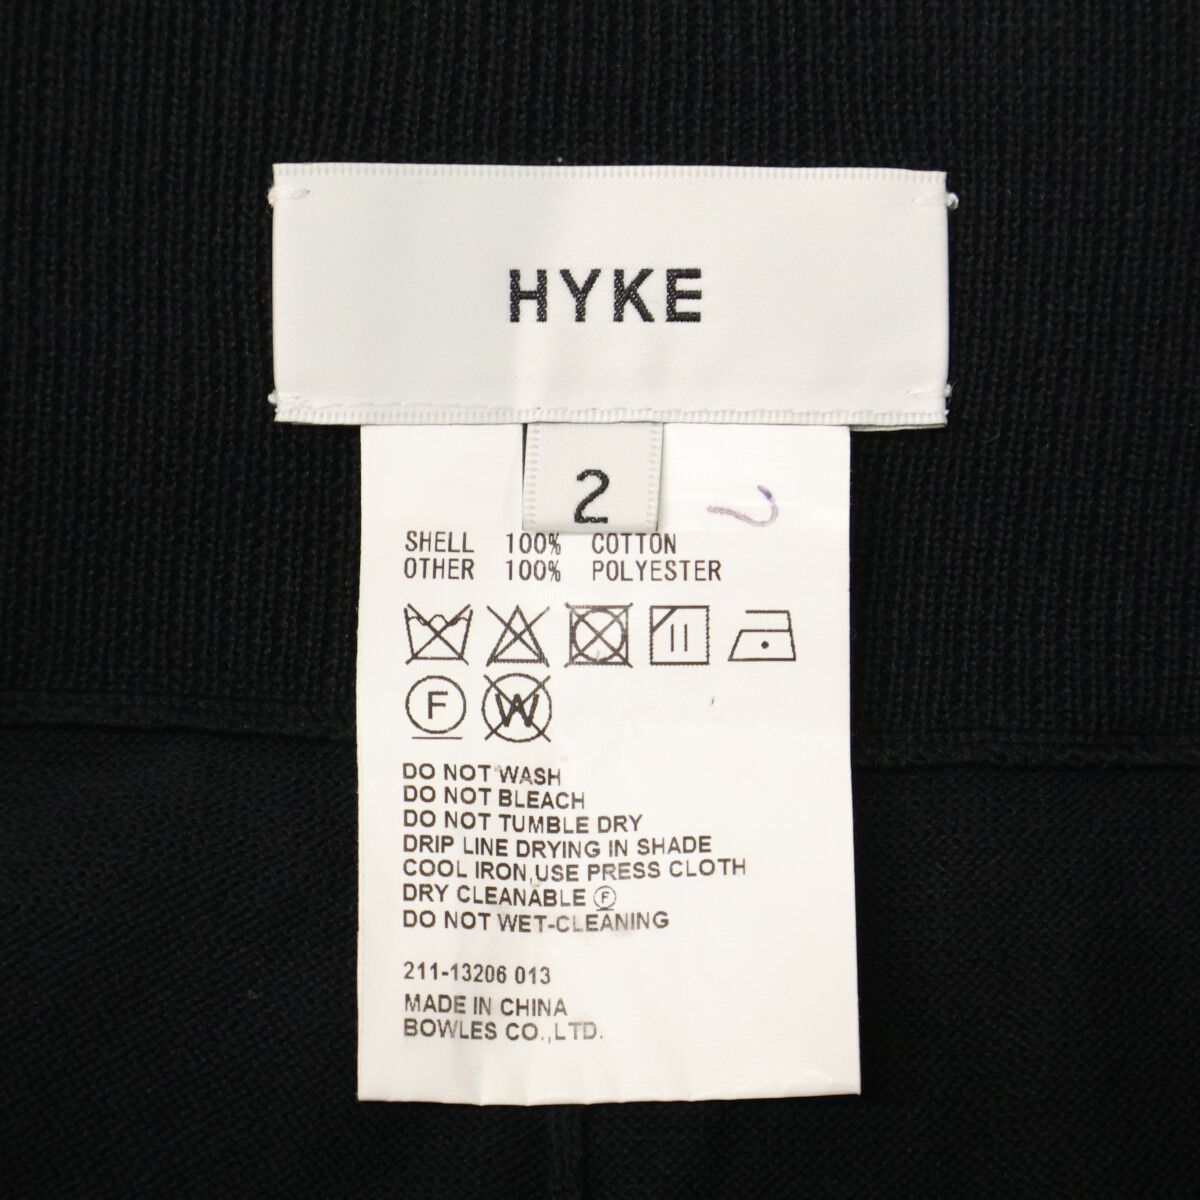 HYKE
2
SHELL 100% COTTON
OTHER 100% POLYESTER
F W
DO NOT WASH
DO NOT BLEACH
DO NOT TUMBLE DRY
DRIP LINE DRYING IN SHADE
COOL IRON,USE PRESS CLOTH
DRY CLEANABLE Ⓕ
DO NOT WET-CLEANING
211-13206 013
MADE IN CHINA
BOWLES CO.,LTD.